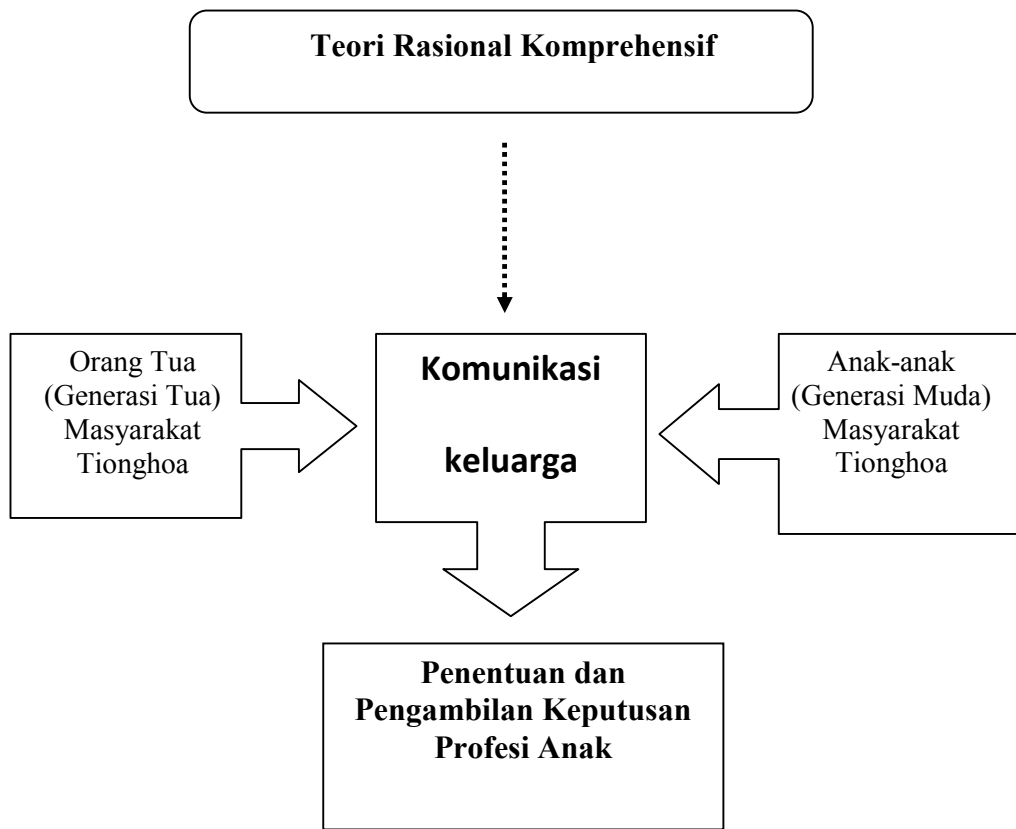 Teori Rasional Komprehensif
Orang Tua
(Generasi Tua)
Masyarakat
Tionghoa
Komunikasi
keluarga
Anak-anak
(Generasi Muda)
Masyarakat
Tionghoa
Penentuan dan
Pengambilan Keputusan
Profesi Anak